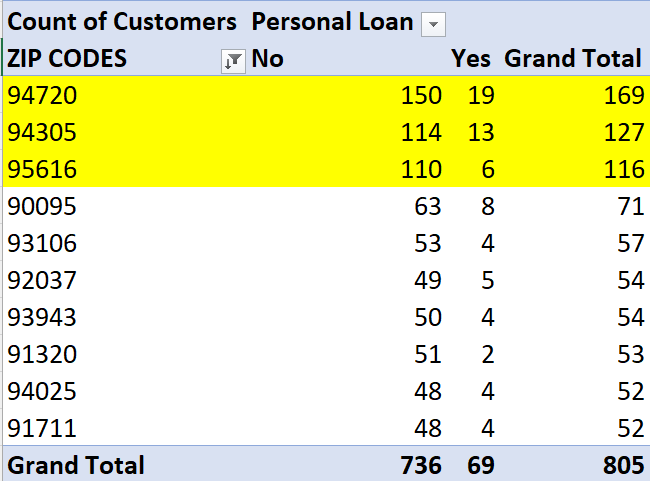 Count of Customers Personal Loan
ZIP CODES No Yes Grand Total
94720 150 19 169
94305 114 13 127
95616 110 6 116
90095 63 8 71
93106 53 4 57
92037 49 5 54
93943 50 4 54
91320 51 2 53
94025 48 4 52
91711 48 4 52
Grand Total 736 69 805